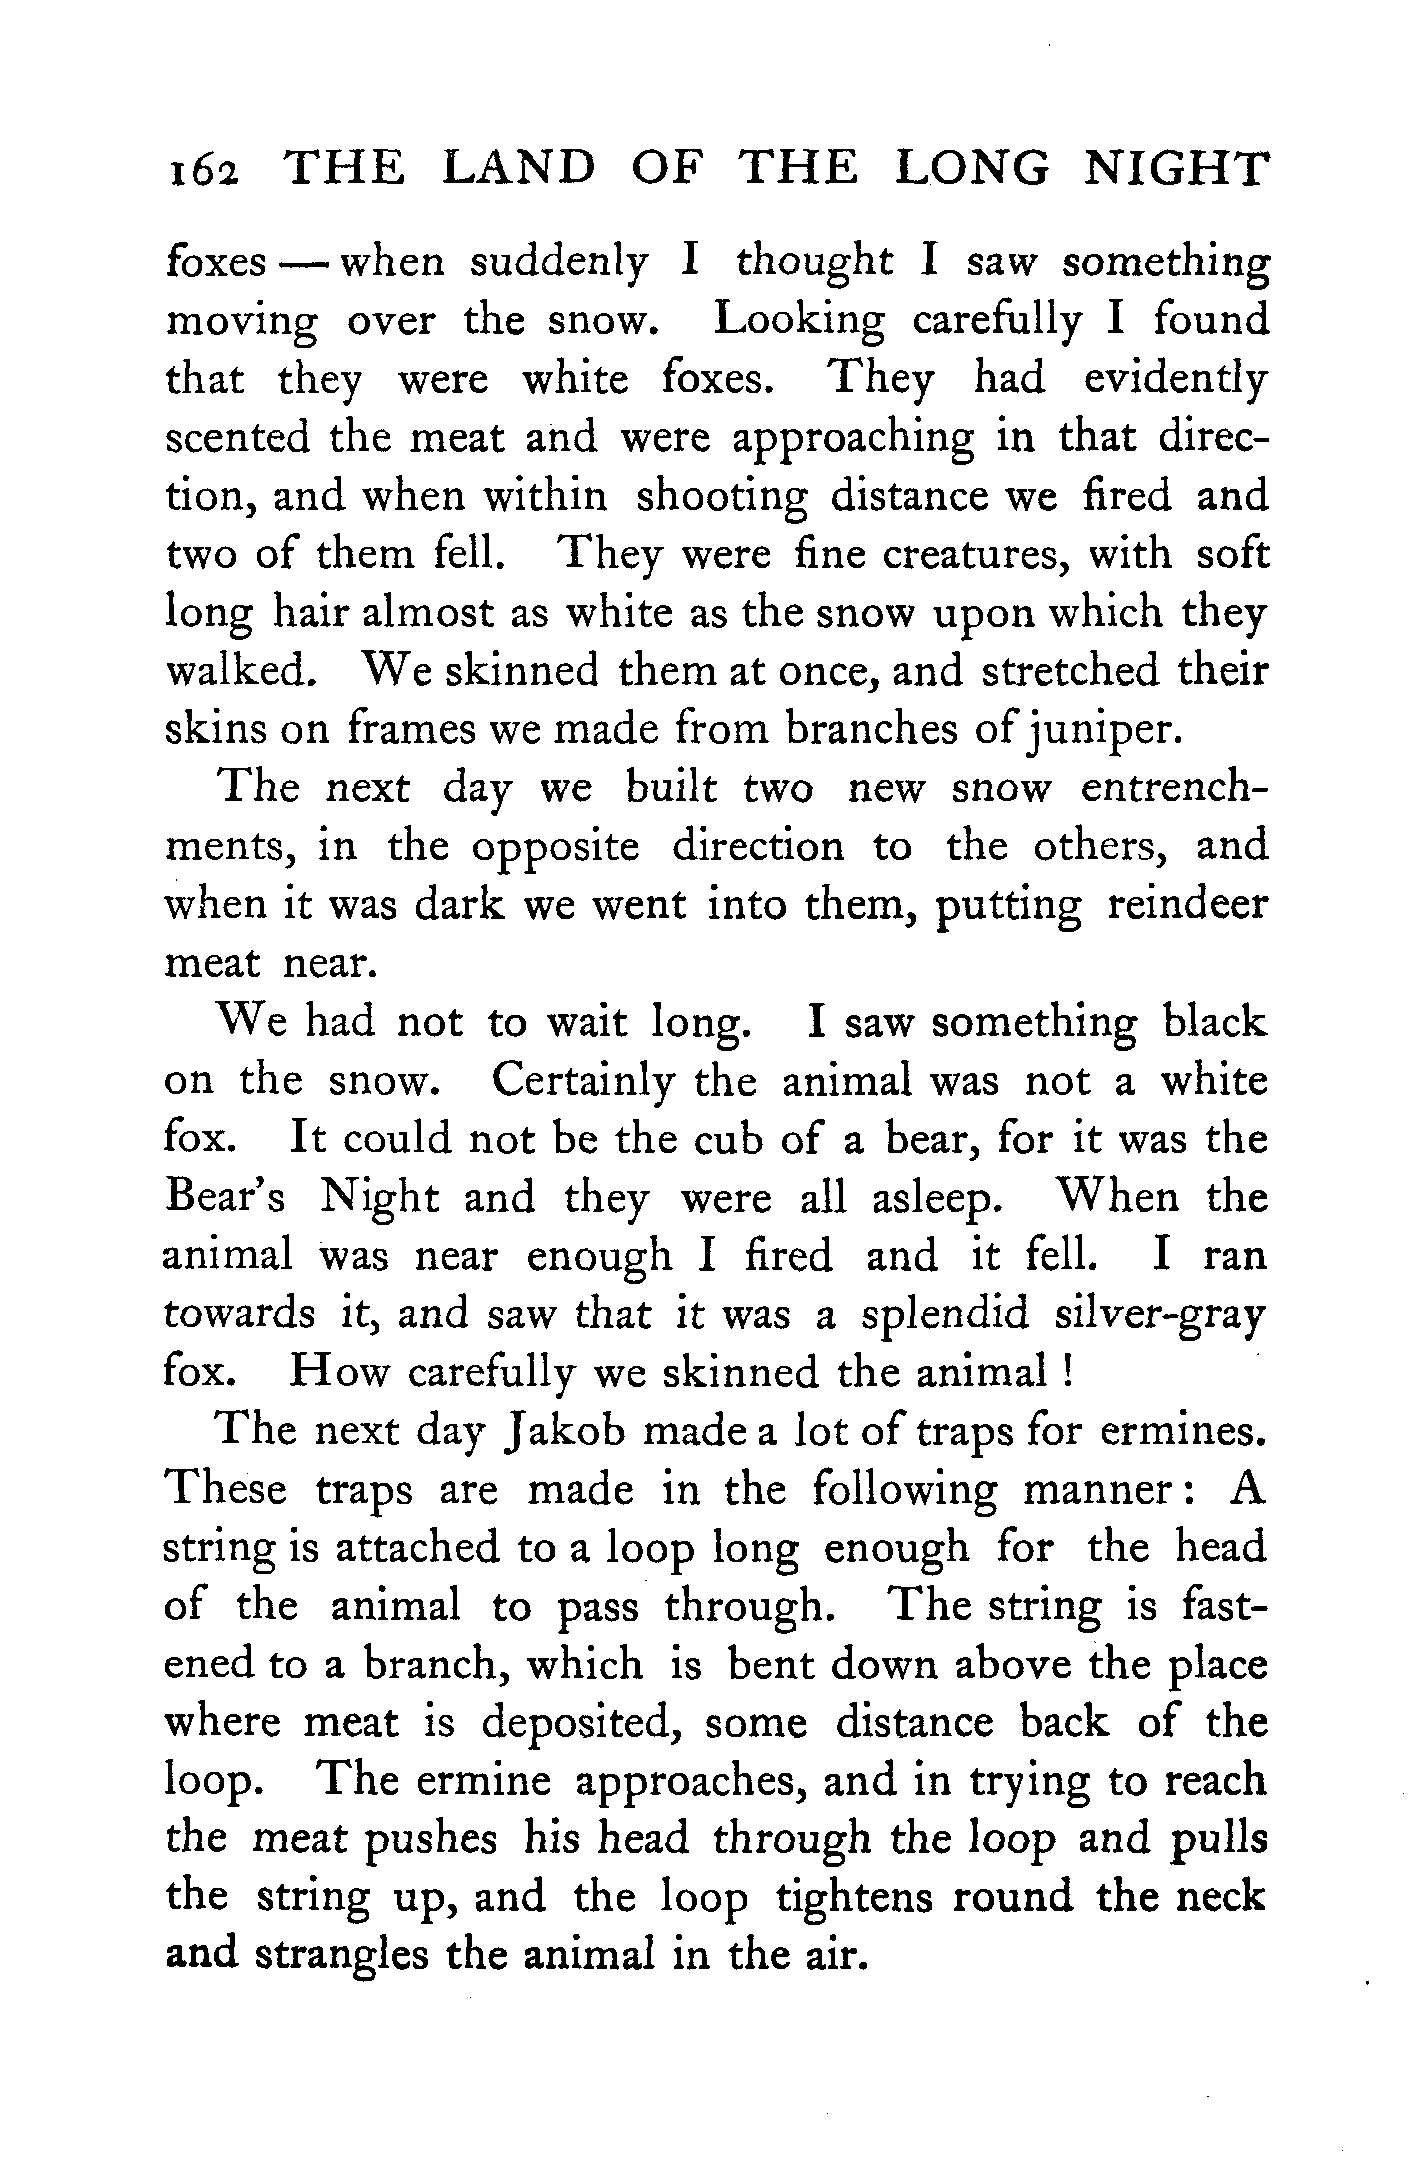 162 THE LAND OF THE LONG NIGHT
foxes — when suddenly I thought I saw something
moving over the snow. Looking carefully I found
that they were white foxes. They had evidently
scented the meat and were approaching in that direc-
tion, and when within shooting distance we fired and
two of them fell. They were fine creatures, with soft
long hair almost as white as the snow upon which they
walked. We skinned them at once, and stretched their
skins on frames we made from branches of juniper.
The next day we built two new snow entrench-
ments, in the opposite direction to the others, and
when it was dark we went into them, putting reindeer
meat near.
We had not to wait long. I saw something black
on the snow. Certainly the animal was not a white
fox. It could not be the cub of a bear, for it was the
Bear's Night and they were all asleep. When the
animal was near enough I fired and it fell. I ran
towards it, and saw that it was a splendid silver-gray
fox. How carefully we skinned the animal !
The next day Jakob made a lot of traps for ermines.
These traps are made in the following manner : A
string is attached to a loop long enough for the head
of the animal to pass through. The string is fast-
ened to a branch, which is bent down above the place
where meat is deposited, some distance back of the
loop. The ermine approaches, and in trying to reach
the meat pushes his head through the loop and pulls
the string up, and the loop tightens round the neck
and strangles the animal in the air.